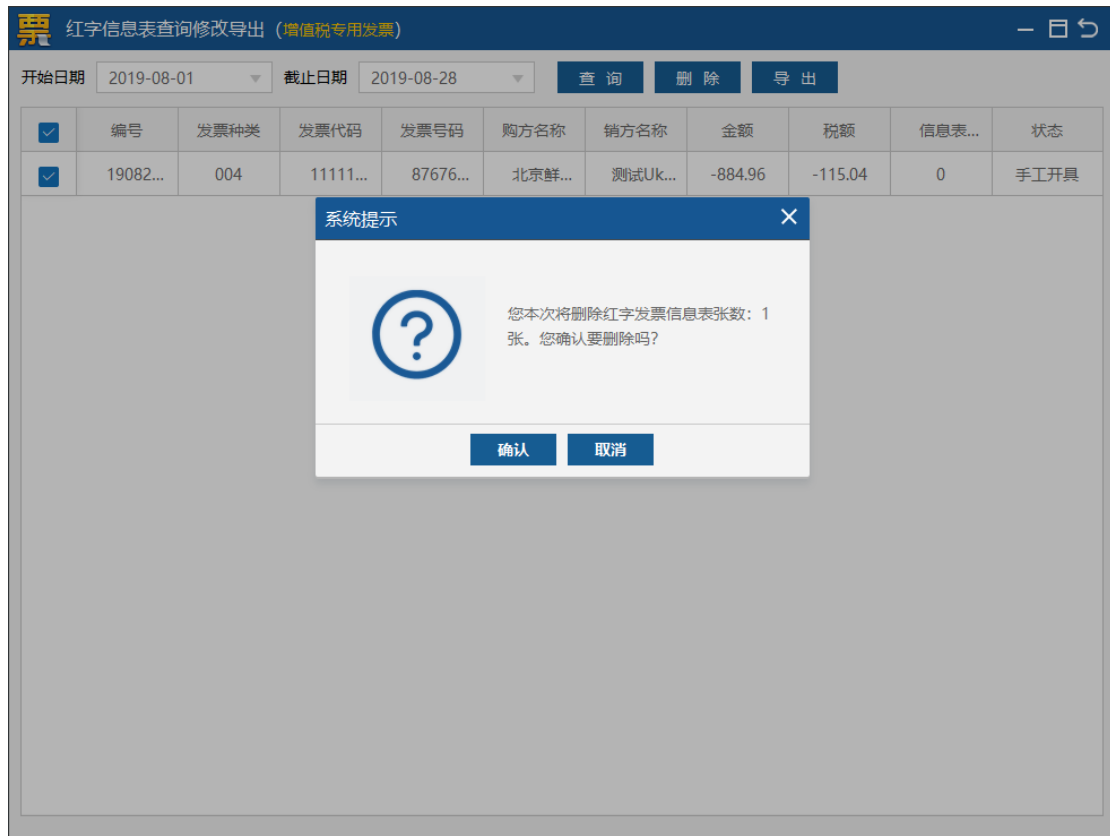 票 红字信息表查询修改导出 (增值税专用发票)
开始日期 2019-08-01 截止日期 2019-08-28 查 询 删 除 导 出
编号 发票种类 发票代码 发票号码 购方名称 销方名称 金额 税额 信息表... 状态
19082... 004 11111... 87676... 北京鲜... 测试Uk... -884.96 -115.04 0 手工开具
系统提示
您本次将删除红字发票信息表张数：1
张。您确认要删除吗？
确认 取消